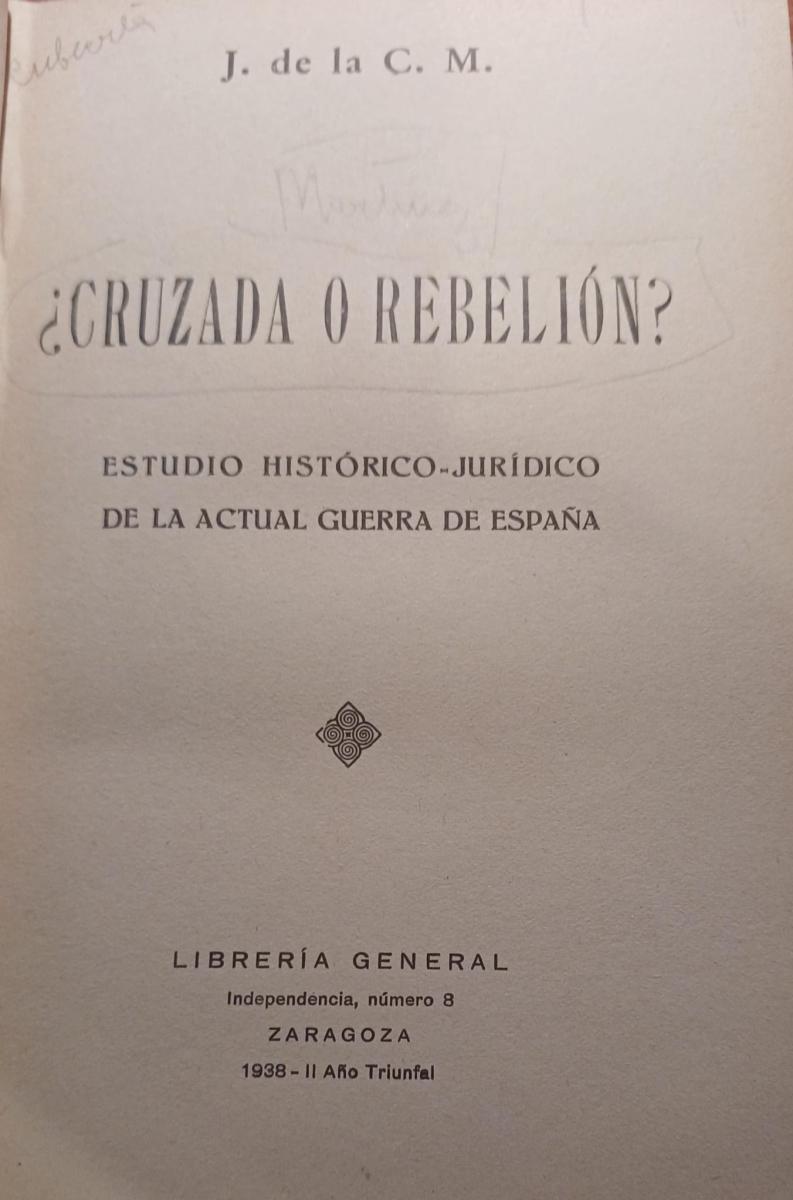 cubierta
J. de la C. M.
¿CRUZADA O REBELIÓN?
ESTUDIO HISTÓRICO-JURÍDICO
DE LA ACTUAL GUERRA DE ESPAÑA
LIBRERÍA GENERAL
Independencia, número 8
ZARAGOZA
1938 - II Año Triunfal